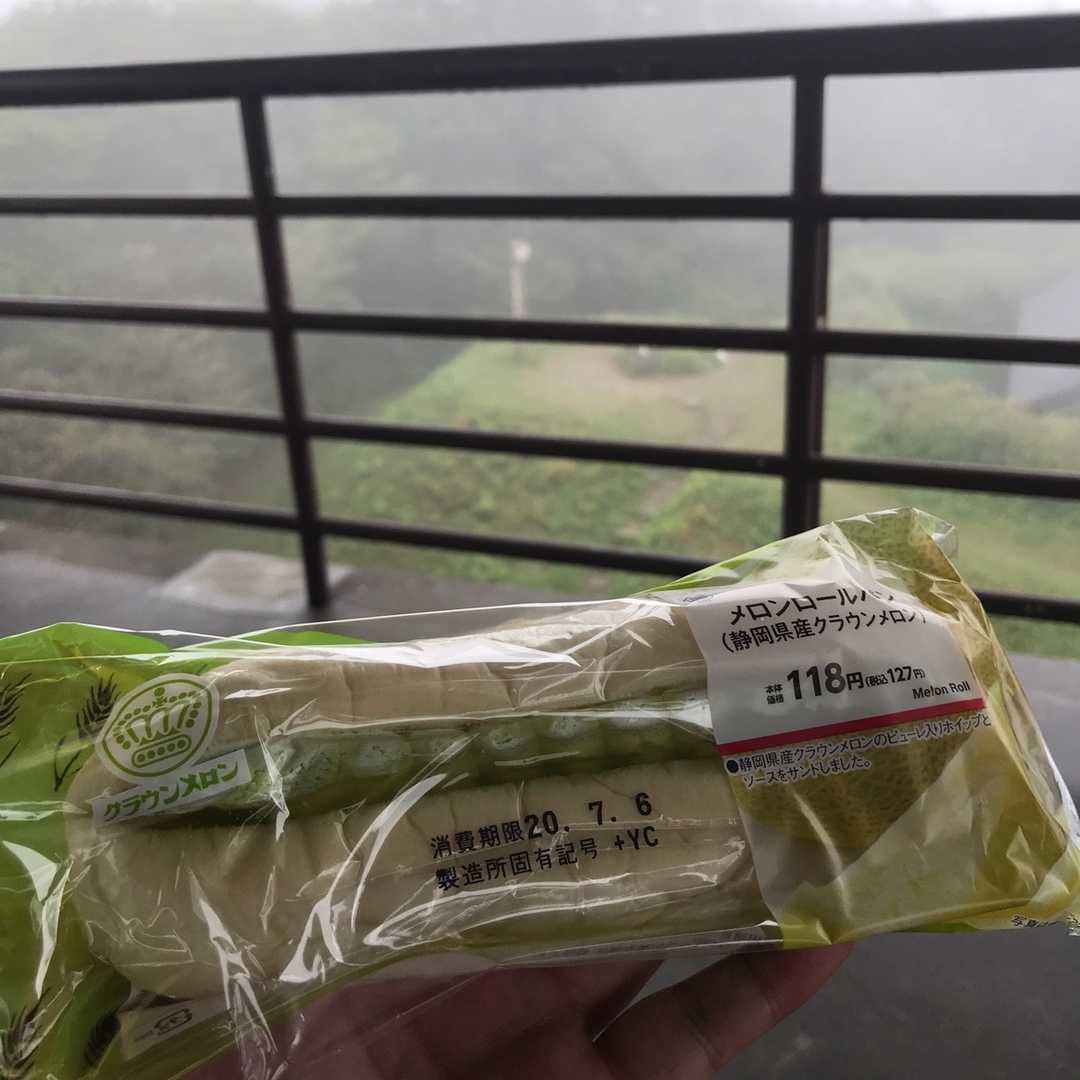 メロンロールパン
(静岡県産クラウンメロン)
本体価格 118円(税込127円)
Melon Roll
●静岡県産クラウンメロンのピューレ入りホイップと
ソースをサンドしました。
クラウンメロン
消費期限20. 7. 6
製造所固有記号 +YC